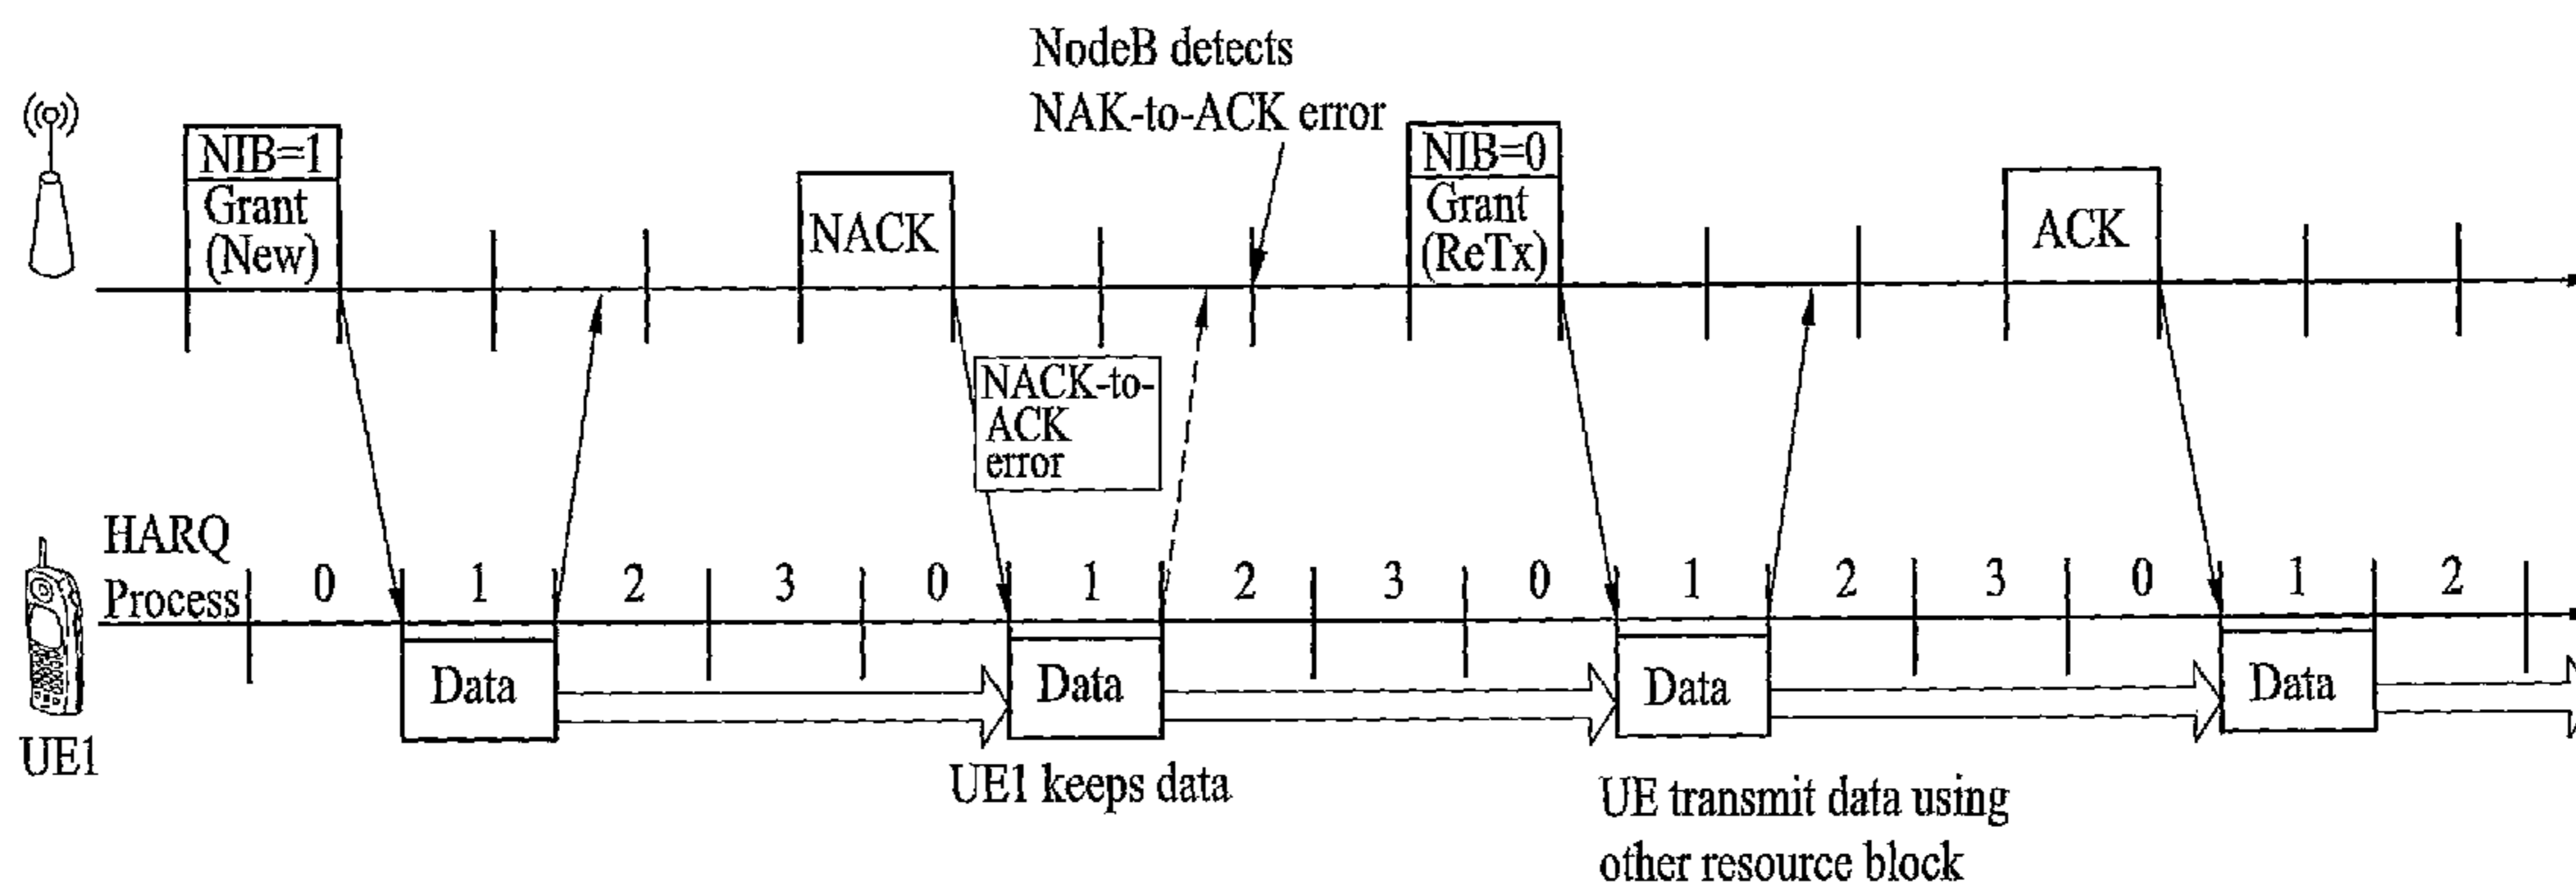 NodeB detects
NAK-to-ACK error
NIB=1
Grant
(New)
NACK
NIB=0
Grant
(ReTx)
ACK
NACK-to-
ACK
error
HARQ
Process
0 1 2 3 0 1 2 3 0 1 2 3 0 1 2
Data Data Data Data
UE1
UE1 keeps data
UE transmit data using
other resource block